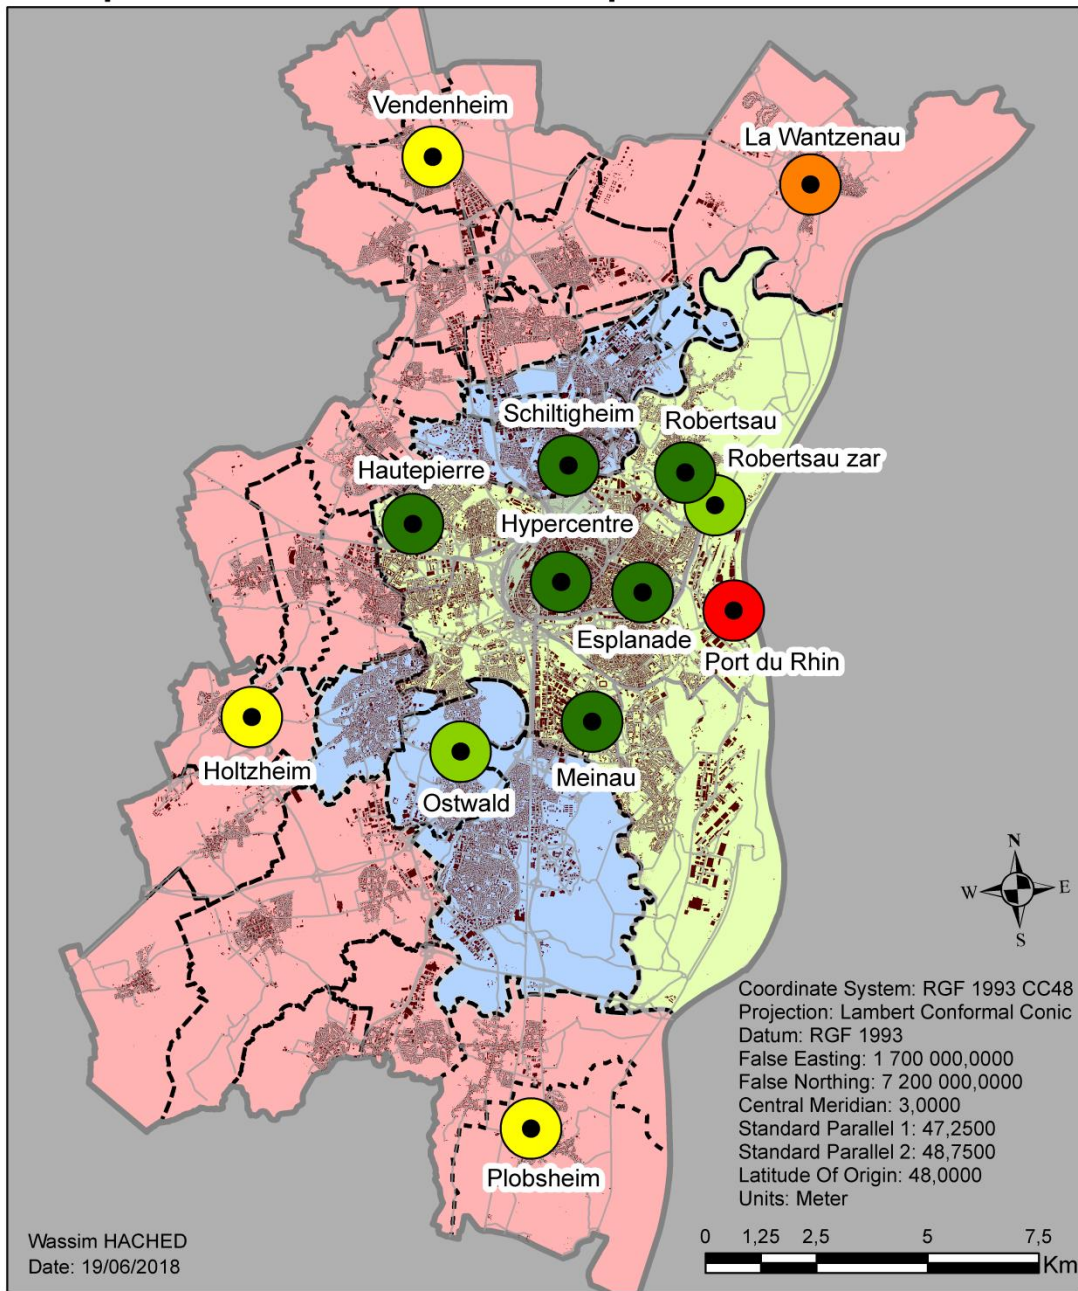 Vendenheim
La Wantzenau
Schiltigheim
Robertsau
Hautepierre
Robertsau zar
Hypercentre
Esplanade
Port du Rhin
Holtzheim
Ostwald
Meinau
N
W E
S
Coordinate System: RGF 1993 CC48
Projection: Lambert Conformal Conic
Datum: RGF 1993
False Easting: 1 700 000,0000
False Northing: 7 200 000,0000
Central Meridian: 3,0000
Standard Parallel 1: 47,2500
Standard Parallel 2: 48,7500
Latitude Of Origin: 48,0000
Units: Meter
Plobsheim
Wassim HACHED
Date: 19/06/2018
0 1,25 2,5 5 7,5
Km